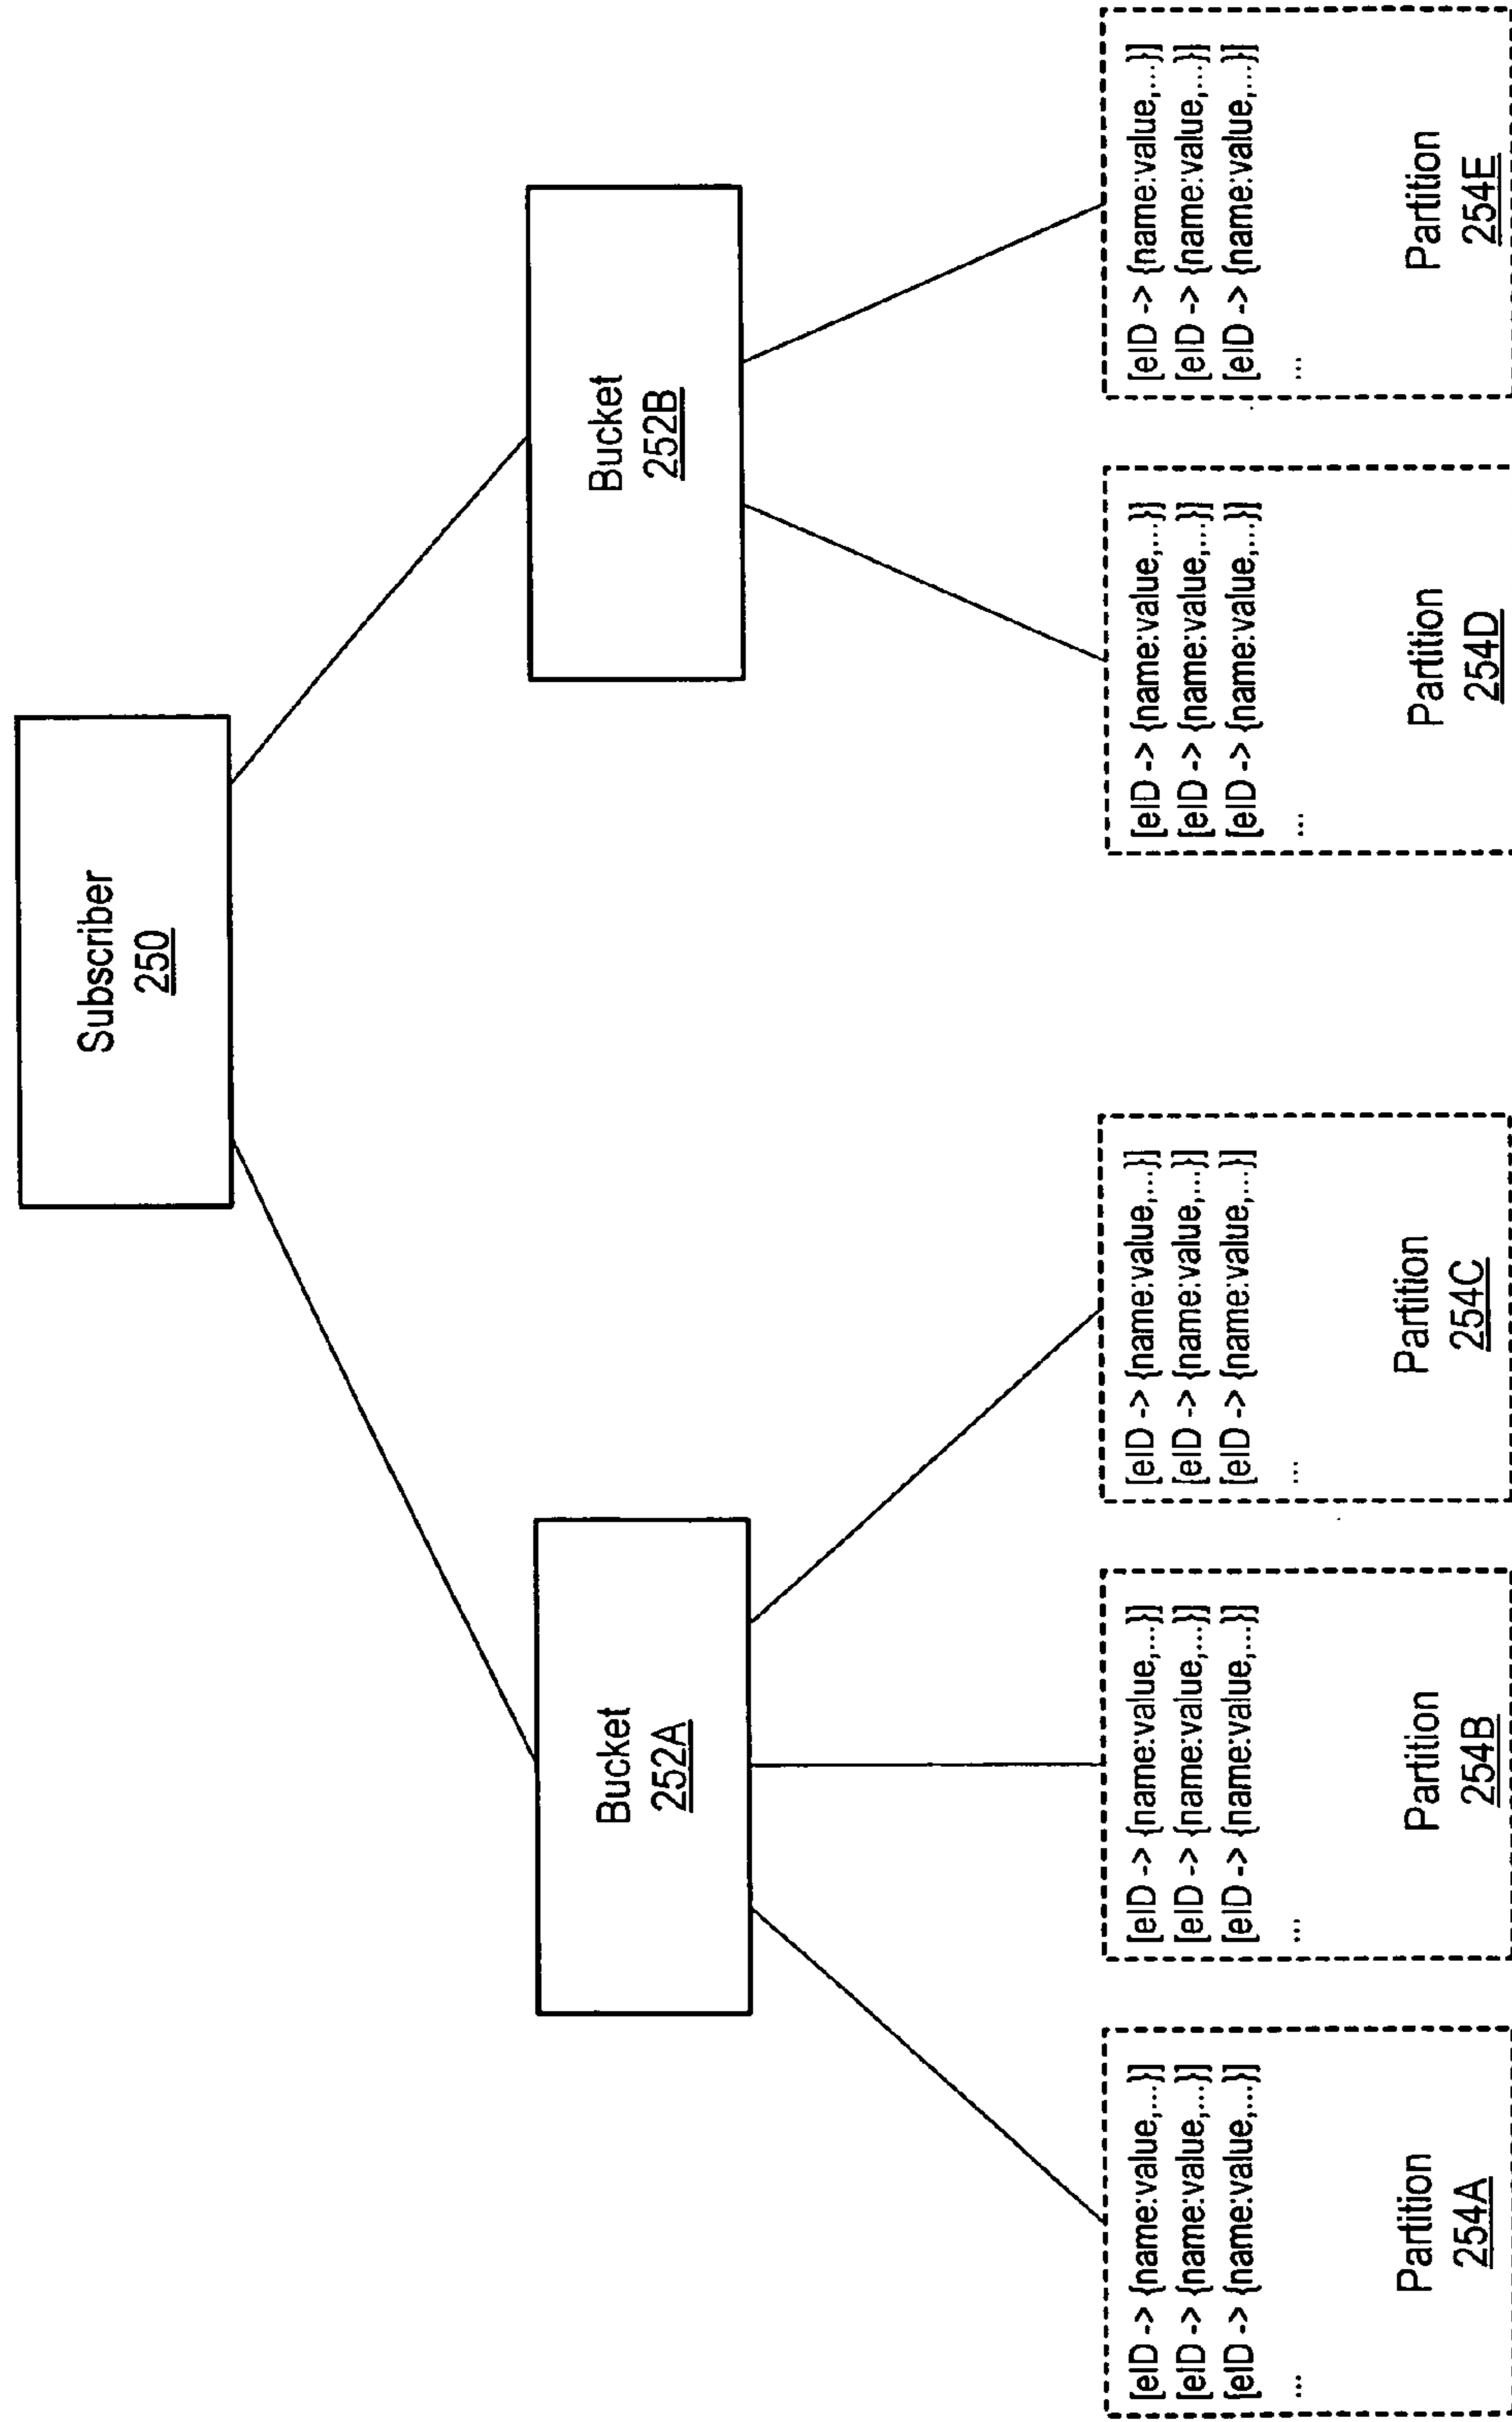 Subscriber
250
Bucket
252A
Bucket
252B
[eID -> {name:value,...}]
[eID -> {name:value,...}]
[eID -> {name:value,...}]
...
Partition
254A
[eID -> {name:value,...}]
[eID -> {name:value,...}]
[eID -> {name:value,...}]
...
Partition
254B
[eID -> {name:value,...}]
[eID -> {name:value,...}]
[eID -> {name:value,...}]
...
Partition
254C
[eID -> {name:value,...}]
[eID -> {name:value,...}]
[eID -> {name:value,...}]
...
Partition
254D
[eID -> {name:value,...}]
[eID -> {name:value,...}]
[eID -> {name:value,...}]
...
Partition
254E